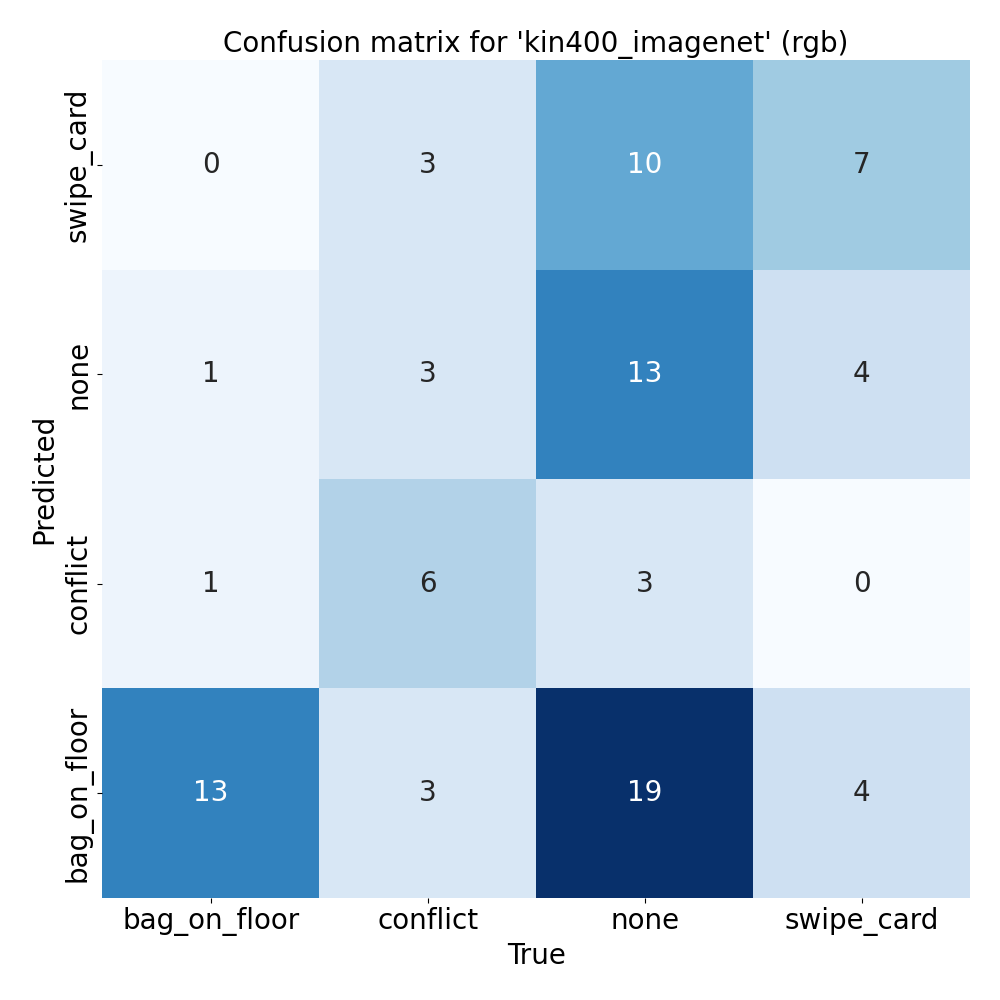 Confusion matrix for 'kin400_imagenet' (rgb)
Predicted
swipe_card
0 3 10 7
none
1 3 13 4
conflict
1 6 3 0
bag_on_floor
13 3 19 4
bag_on_floor conflict none swipe_card
True